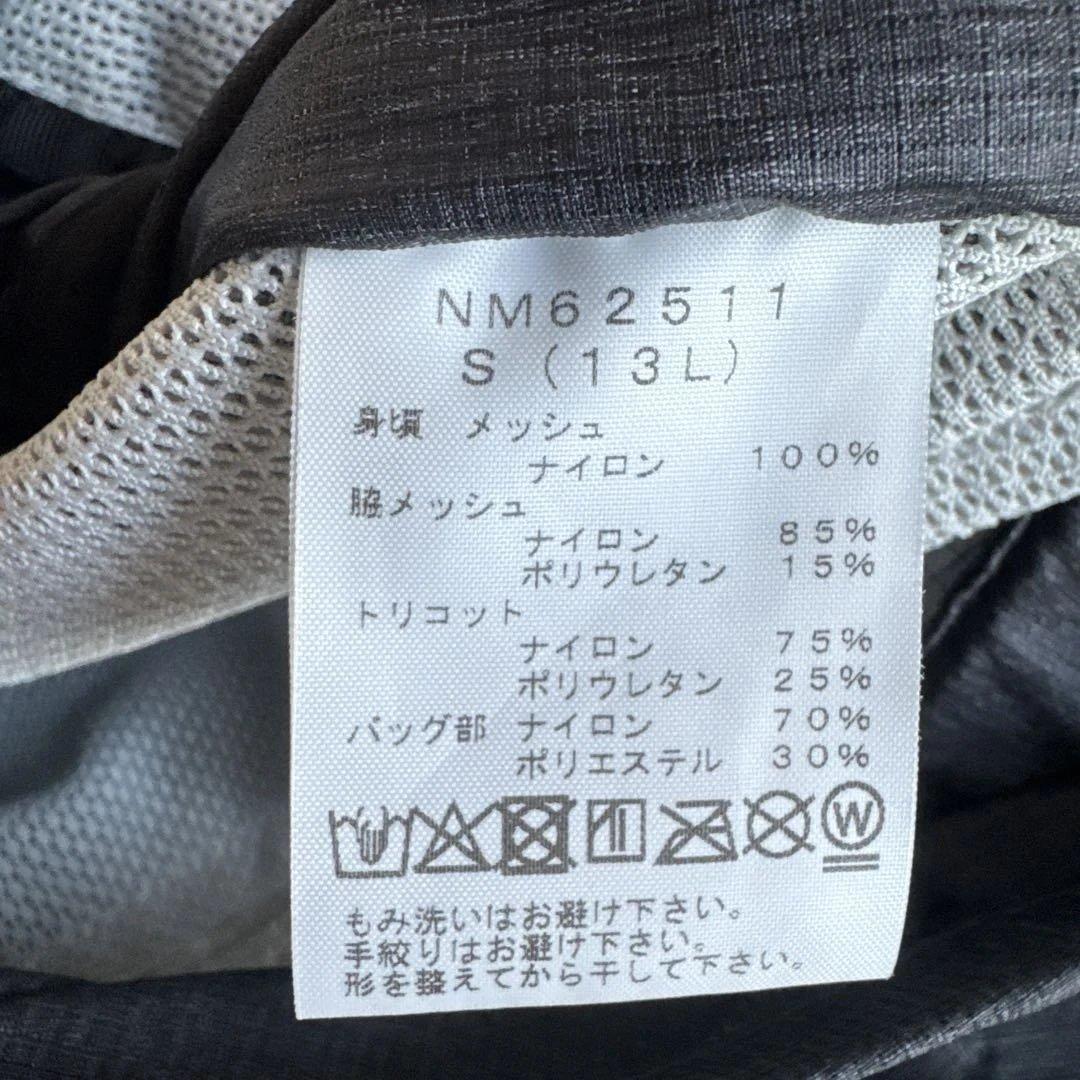 NM62511
S(13L)
身頃 メッシュ
ナイロン 100%
脇メッシュ
ナイロン 85%
ポリウレタン 15%
トリコット
ナイロン 75%
ポリウレタン 25%
バッグ部 ナイロン 70%
ポリエステル 30%
W
もみ洗いはお避け下さい。
手絞りはお避け下さい。
形を整えてから干して下さい。